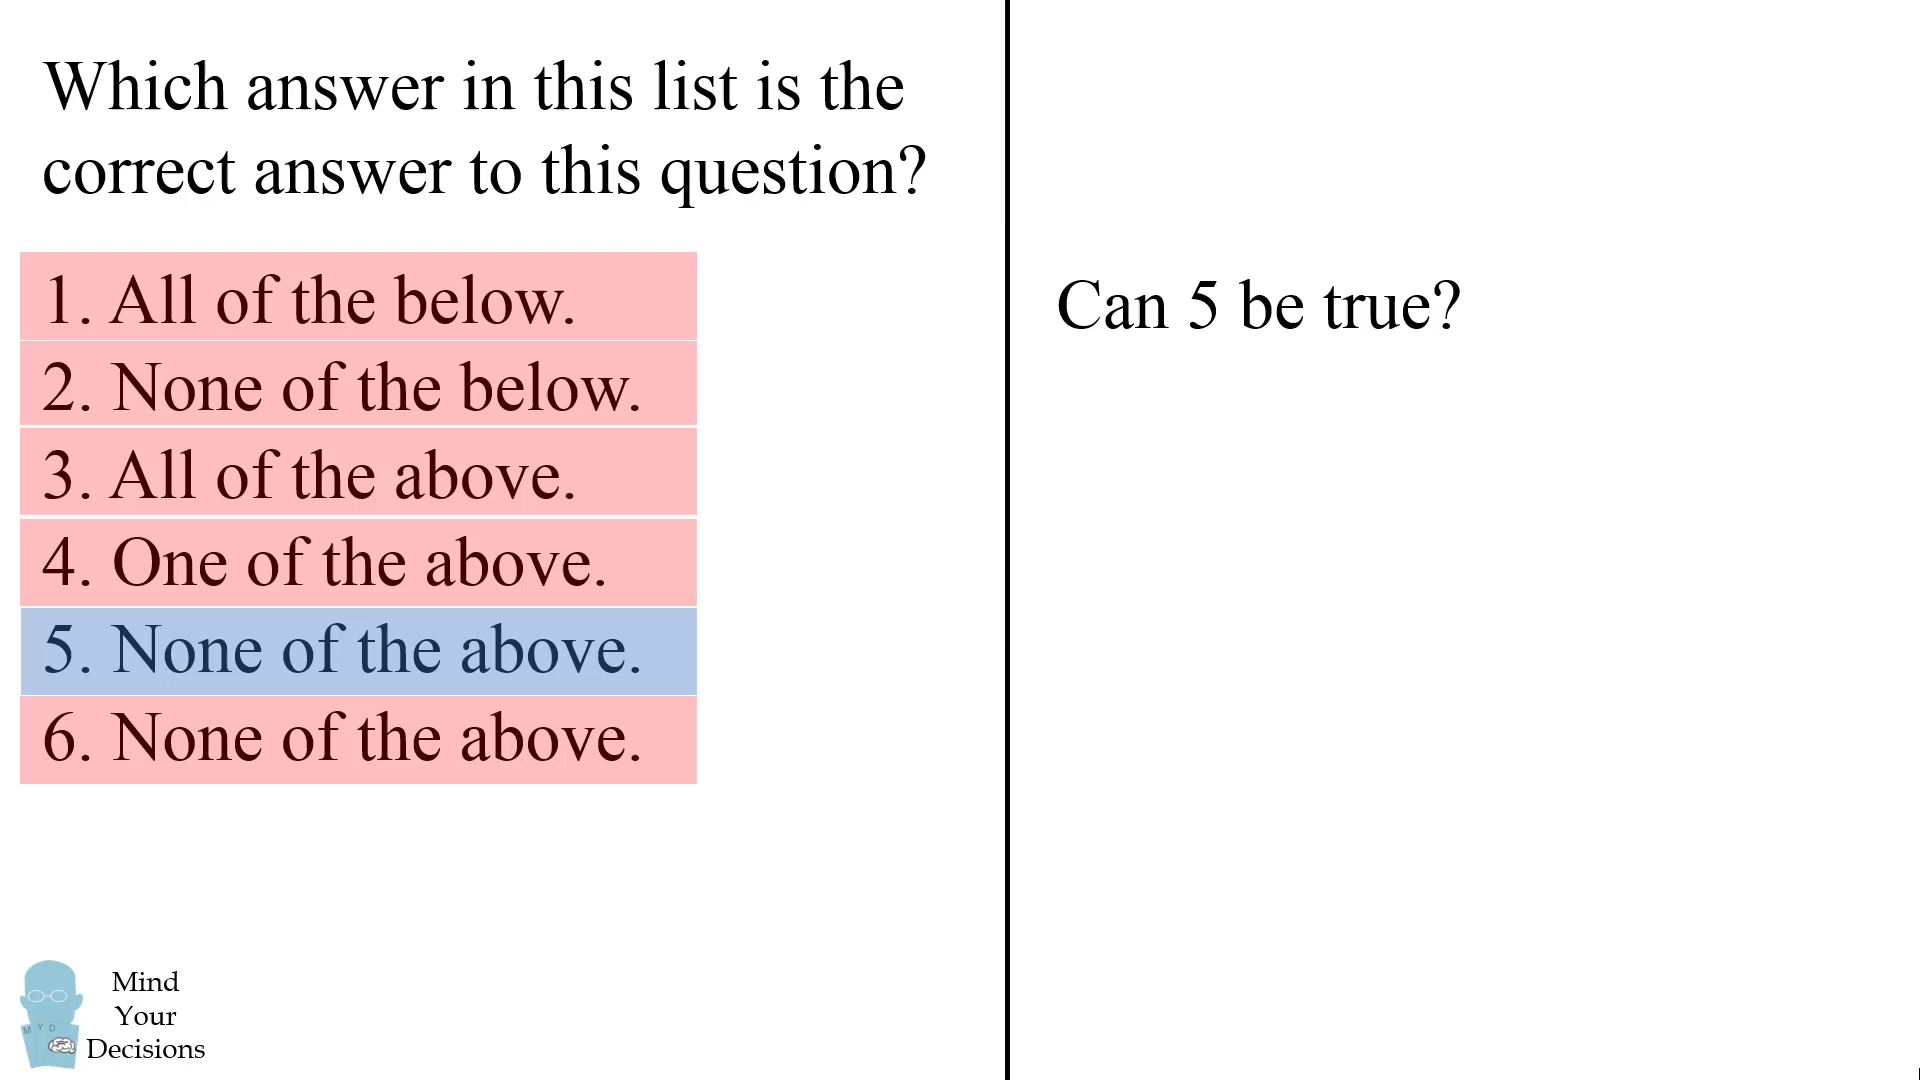 Which answer in this list is the
correct answer to this question?
1. All of the below.
2. None of the below.
3. All of the above.
4. One of the above.
5. None of the above.
6. None of the above.
Can 5 be true?
M Y D
Mind
Your
Decisions